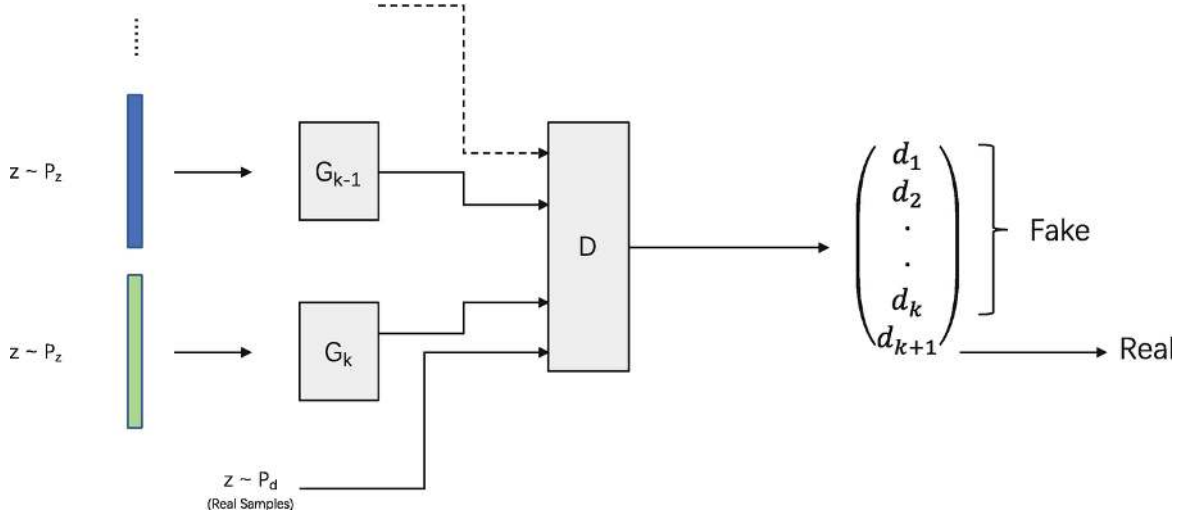 z ~ P_z
G_{k-1}
D
d_1
d_2
.
.
d_k
d_{k+1}
Fake
z ~ P_z
G_k
Real
z ~ P_d
(Real Samples)